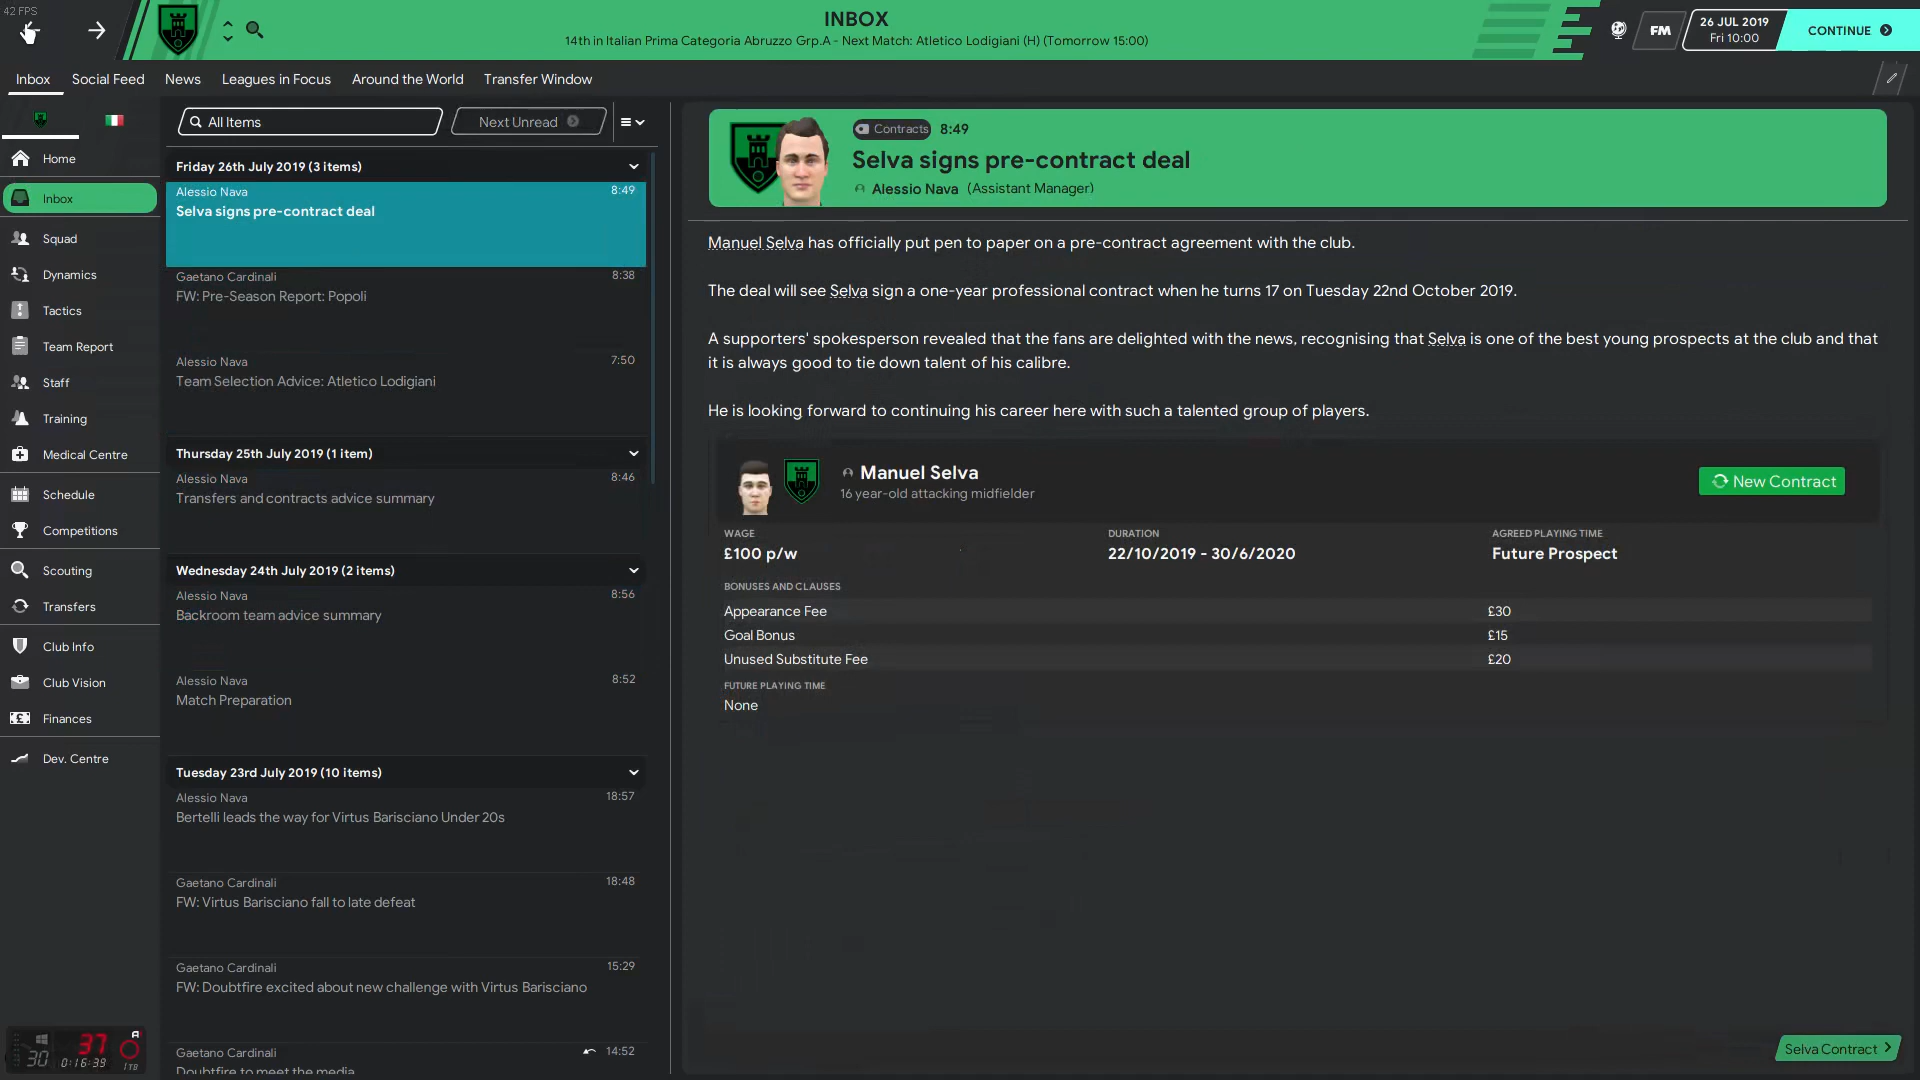 42 FPS
INBOX
14th in Italian Prima Categoria Abruzzo Grp.A - Next Match: Atletico Lodigiani (H) (Tomorrow 15:00)
FM
26 JUL 2019
Fri 10:00
CONTINUE
Inbox
Social Feed
News
Leagues in Focus
Around the World
Transfer Window
Home
Inbox
Squad
Dynamics
Tactics
Team Report
Staff
Training
Medical Centre
Schedule
Competitions
Scouting
Transfers
Club Info
Club Vision
Finances
Dev. Centre
30
37
0:16:39
A
1TB
All Items
Next Unread
Friday 26th July 2019 (3 items)
Alessio Nava 8:49
Selva signs pre-contract deal
Gaetano Cardinali 8:38
FW: Pre-Season Report: Popoli
Alessio Nava 7:50
Team Selection Advice: Atletico Lodigiani
Thursday 25th July 2019 (1 item)
Alessio Nava 8:46
Transfers and contracts advice summary
Wednesday 24th July 2019 (2 items)
Alessio Nava 8:56
Backroom team advice summary
Alessio Nava 8:52
Match Preparation
Tuesday 23rd July 2019 (10 items)
Alessio Nava 18:57
Bertelli leads the way for Virtus Barisciano Under 20s
Gaetano Cardinali 18:48
FW: Virtus Barisciano fall to late defeat
Gaetano Cardinali 15:29
FW: Doubtfire excited about new challenge with Virtus Barisciano
Gaetano Cardinali 14:52
Doubtfire to meet the media
Contracts 8:49
Selva signs pre-contract deal
Alessio Nava (Assistant Manager)
Manuel Selva has officially put pen to paper on a pre-contract agreement with the club.
The deal will see Selva sign a one-year professional contract when he turns 17 on Tuesday 22nd October 2019.
A supporters' spokesperson revealed that the fans are delighted with the news, recognising that Selva is one of the best young prospects at the club and that
it is always good to tie down talent of his calibre.
He is looking forward to continuing his career here with such a talented group of players.
Manuel Selva
16 year-old attacking midfielder
New Contract
WAGE DURATION AGREED PLAYING TIME
£100 p/w 22/10/2019 - 30/6/2020 Future Prospect
BONUSES AND CLAUSES
Appearance Fee £30
Goal Bonus £15
Unused Substitute Fee £20
FUTURE PLAYING TIME
None
Selva Contract